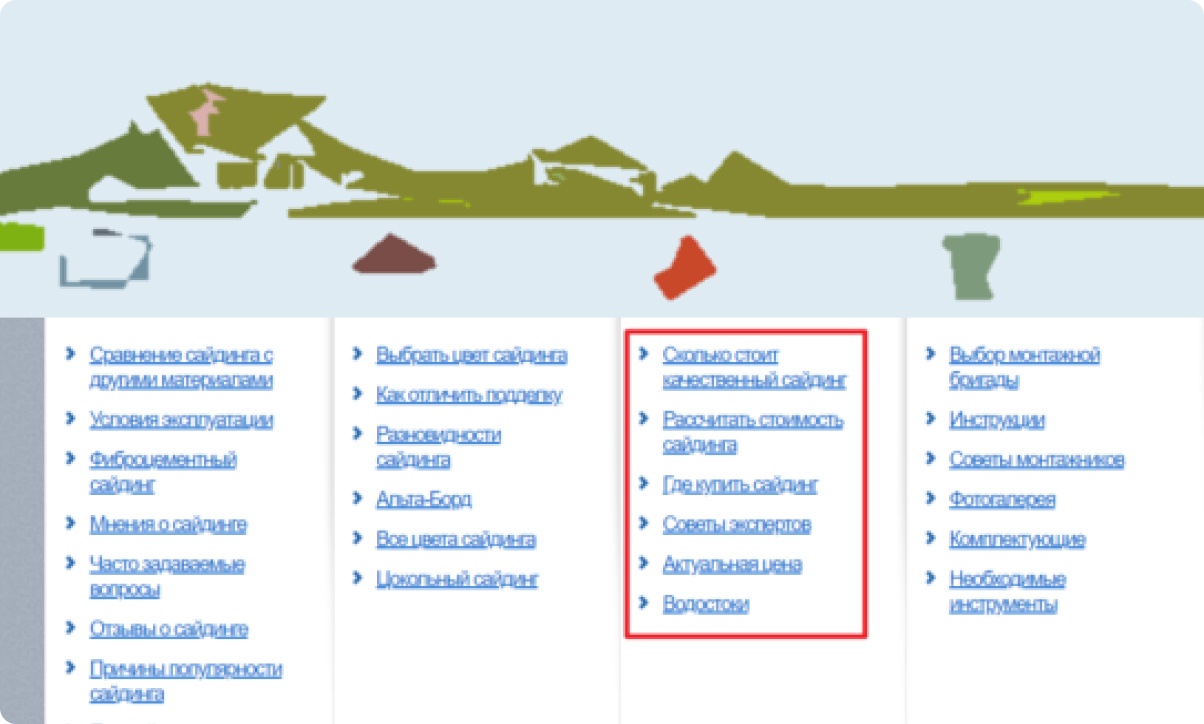 Сравнение сайдинга с
другими материалами
Условия эксплуатации
Фиброцементный
сайдинг
Мнения о сайдинге
Часто задаваемые
вопросы
Отзывы о сайдинге
Причины популярности
сайдинга
Выбрать цвет сайдинга
Как отличить подделку
Разновидности
сайдинга
Альта-Борд
Все цвета сайдинга
Цокольный сайдинг
Сколько стоит
качественный сайдинг
Рассчитать стоимость
сайдинга
Где купить сайдинг
Советы экспертов
Актуальная цена
Водостоки
Выбор монтажной
бригады
Инструкции
Советы монтажников
Фотогалерея
Комплектующие
Необходимые
инструменты